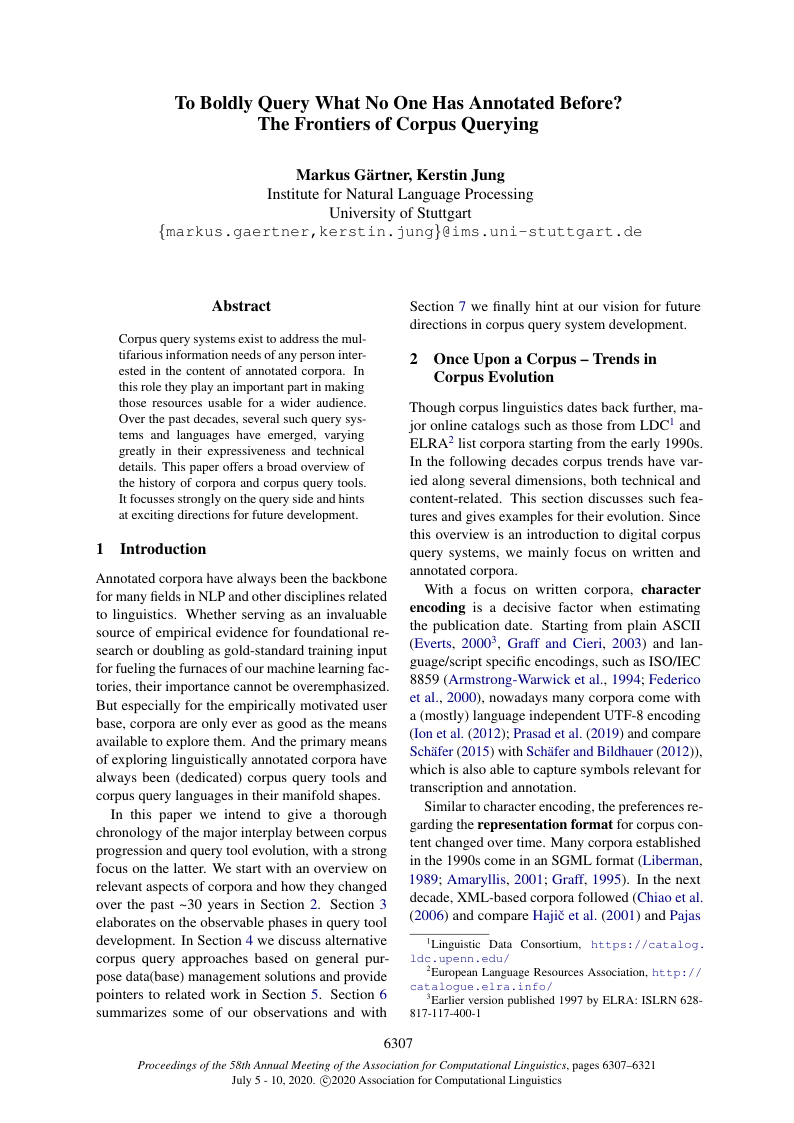 To Boldly Query What No One Has Annotated Before?
The Frontiers of Corpus Querying
Markus Gärtner, Kerstin Jung
Institute for Natural Language Processing
University of Stuttgart
{markus.gaertner,kerstin.jung}@ims.uni-stuttgart.de
Abstract
Corpus query systems exist to address the mul-
tifarious information needs of any person inter-
ested in the content of annotated corpora. In
this role they play an important part in making
those resources usable for a wider audience.
Over the past decades, several such query sys-
tems and languages have emerged, varying
greatly in their expressiveness and technical
details. This paper offers a broad overview of
the history of corpora and corpus query tools.
It focusses strongly on the query side and hints
at exciting directions for future development.
1 Introduction
Annotated corpora have always been the backbone
for many fields in NLP and other disciplines related
to linguistics. Whether serving as an invaluable
source of empirical evidence for foundational re-
search or doubling as gold-standard training input
for fueling the furnaces of our machine learning fac-
tories, their importance cannot be overemphasized.
But especially for the empirically motivated user
base, corpora are only ever as good as the means
available to explore them. And the primary means
of exploring linguistically annotated corpora have
always been (dedicated) corpus query tools and
corpus query languages in their manifold shapes.
In this paper we intend to give a thorough
chronology of the major interplay between corpus
progression and query tool evolution, with a strong
focus on the latter. We start with an overview on
relevant aspects of corpora and how they changed
over the past ~30 years in Section 2. Section 3
elaborates on the observable phases in query tool
development. In Section 4 we discuss alternative
corpus query approaches based on general pur-
pose data(base) management solutions and provide
pointers to related work in Section 5. Section 6
summarizes some of our observations and with
Section 7 we finally hint at our vision for future
directions in corpus query system development.
2 Once Upon a Corpus – Trends in
Corpus Evolution
Though corpus linguistics dates back further, ma-
jor online catalogs such as those from LDC1 and
ELRA2 list corpora starting from the early 1990s.
In the following decades corpus trends have var-
ied along several dimensions, both technical and
content-related. This section discusses such fea-
tures and gives examples for their evolution. Since
this overview is an introduction to digital corpus
query systems, we mainly focus on written and
annotated corpora.
With a focus on written corpora, character
encoding is a decisive factor when estimating
the publication date. Starting from plain ASCII
(Everts, 20003, Graff and Cieri, 2003) and lan-
guage/script specific encodings, such as ISO/IEC
8859 (Armstrong-Warwick et al., 1994; Federico
et al., 2000), nowadays many corpora come with
a (mostly) language independent UTF-8 encoding
(Ion et al. (2012); Prasad et al. (2019) and compare
Schäfer (2015) with Schäfer and Bildhauer (2012)),
which is also able to capture symbols relevant for
transcription and annotation.
Similar to character encoding, the preferences re-
garding the representation format for corpus con-
tent changed over time. Many corpora established
in the 1990s come in an SGML format (Liberman,
1989; Amaryllis, 2001; Graff, 1995). In the next
decade, XML-based corpora followed (Chiao et al.
(2006) and compare Hajič et al. (2001) and Pajas
1Linguistic Data Consortium, https://catalog.
ldc.upenn.edu/
2European Language Resources Association, http://
catalogue.elra.info/
3Earlier version published 1997 by ELRA: ISLRN 628-
817-117-400-1
6307
Proceedings of the 58th Annual Meeting of the Association for Computational Linguistics, pages 6307–6321
July 5 - 10, 2020. ©2020 Association for Computational Linguistics